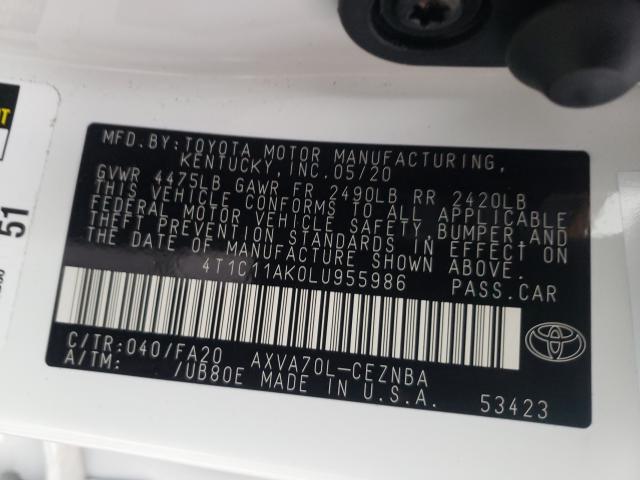 MFD.BY:TOYOTA MOTOR MANUFACTURING,
KENTUCKY, INC.05/20
GVWR 4475LB GAWR FR 2490LB RR 2420LB
THIS VEHICLE CONFORMS TO ALL APPLICABLE
FEDERAL MOTOR VEHICLE SAFETY, BUMPER, AND
THEFT PREVENTION STANDARDS IN EFFECT ON
THE DATE OF MANUFACTURE SHOWN ABOVE.
4T1C11AK0LU955986 PASS.CAR
C/TR:040/FA20 AXVA70L-CEZNBA
A/TM: /UB80E MADE IN U.S.A.
53423
51